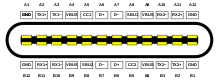 A1 A2 A3 A4 A5 A6 A7 A8 A9 A10 A11 A12
GND TX1+ TX1- VBUS CC1 D+ D- SBU1 VBUS RX2- RX2+ GND
GND RX1+ RX1- VBUS SBU2 D- D+ CC2 VBUS TX2- TX2+ GND
B12 B11 B10 B9 B8 B7 B6 B5 B4 B3 B2 B1